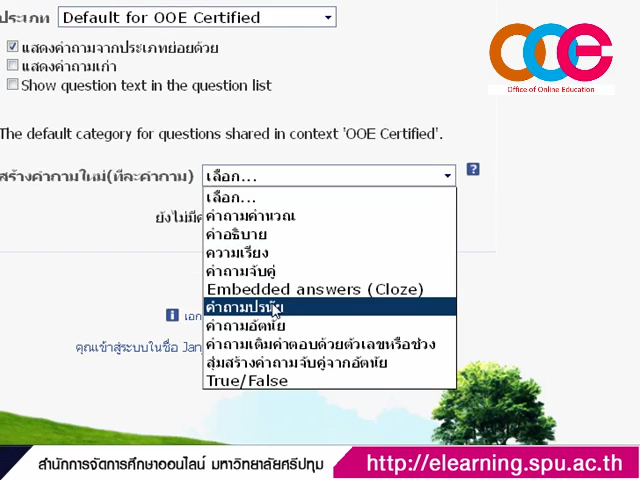 ประเภท Default for OOE Certified
แสดงคำถามจากประเภทย่อยด้วย
แสดงคำถามเก่า
Show question text in the question list
OOE
Office of Online Education
The default category for questions shared in context 'OOE Certified'.
สร้างคำถามใหม่(ทีละคำถาม) เลือก... ?
เลือก...
คำถามคำนวณ
ยังไม่มี
คำอธิบาย
ความเรียง
คำถามจับคู่
Embedded answers (Cloze)
คำถามปรนัย
i เอก
คำถามอัตนัย
คำถามเติมคำตอบด้วยตัวเลขหรือช่วง
คุณเข้าสู่ระบบในชื่อ Jan
สุ่มสร้างคำถามจับคู่จากอัตนัย
True/False
สำนักการจัดการศึกษาออนไลน์ มหาวิทยาลัยศรีปทุม http://elearning.spu.ac.th